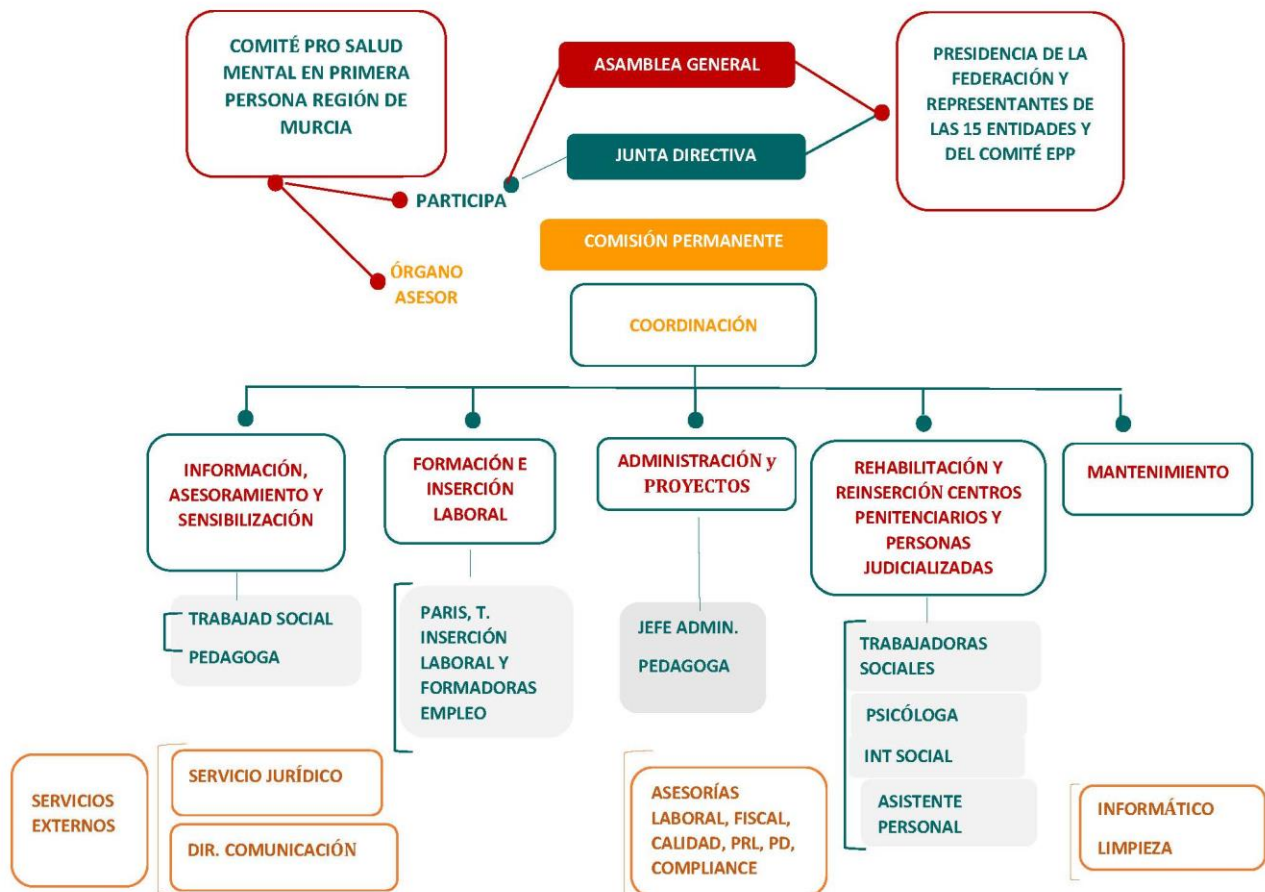 COMITÉ PRO SALUD
MENTAL EN PRIMERA
PERSONA REGIÓN DE
MURCIA
ASAMBLEA GENERAL
JUNTA DIRECTIVA
PRESIDENCIA DE LA
FEDERACIÓN Y
REPRESENTANTES DE
LAS 15 ENTIDADES Y
DEL COMITÉ EPP
PARTICIPA
ÓRGANO
ASESOR
COMISIÓN PERMANENTE
COORDINACIÓN
INFORMACIÓN,
ASESORAMIENTO Y
SENSIBILIZACIÓN
FORMACIÓN E
INSERCIÓN
LABORAL
ADMINISTRACIÓN y
PROYECTOS
REHABILITACIÓN Y
REINSERCIÓN CENTROS
PENITENCIARIOS Y
PERSONAS
JUDICIALIZADAS
MANTENIMIENTO
TRABAJAD SOCIAL
PEDAGOGA
PARIS, T.
INSERCIÓN
LABORAL Y
FORMADORAS
EMPLEO
JEFE ADMIN.
PEDAGOGA
TRABAJADORAS
SOCIALES
PSICÓLOGA
INT SOCIAL
ASISTENTE
PERSONAL
SERVICIOS
EXTERNOS
SERVICIO JURÍDICO
DIR. COMUNICACIÓN
ASESORÍAS
LABORAL, FISCAL,
CALIDAD, PRL, PD,
COMPLIANCE
INFORMÁTICO
LIMPIEZA